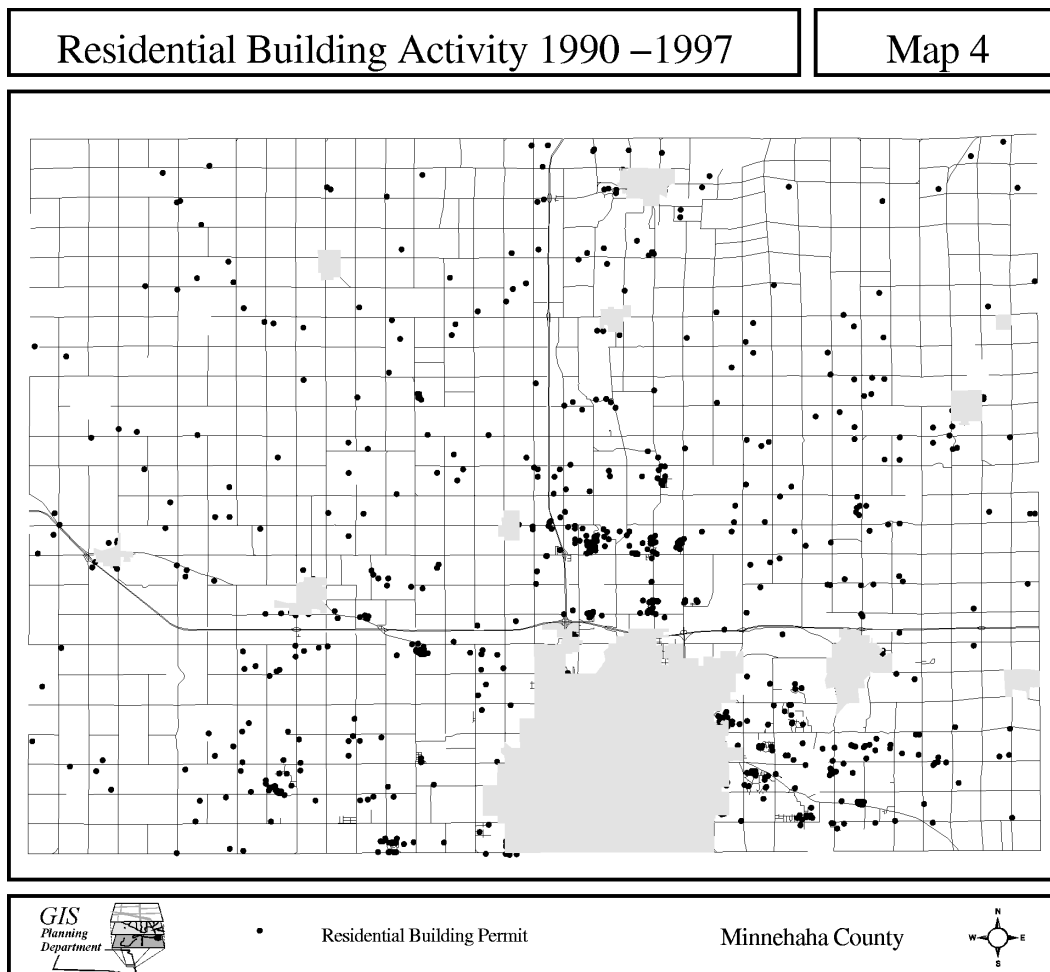 Residential Building Activity 1990 –1997
Map 4
GIS
Planning
Department
Residential Building Permit
Minnehaha County
N
W E
S